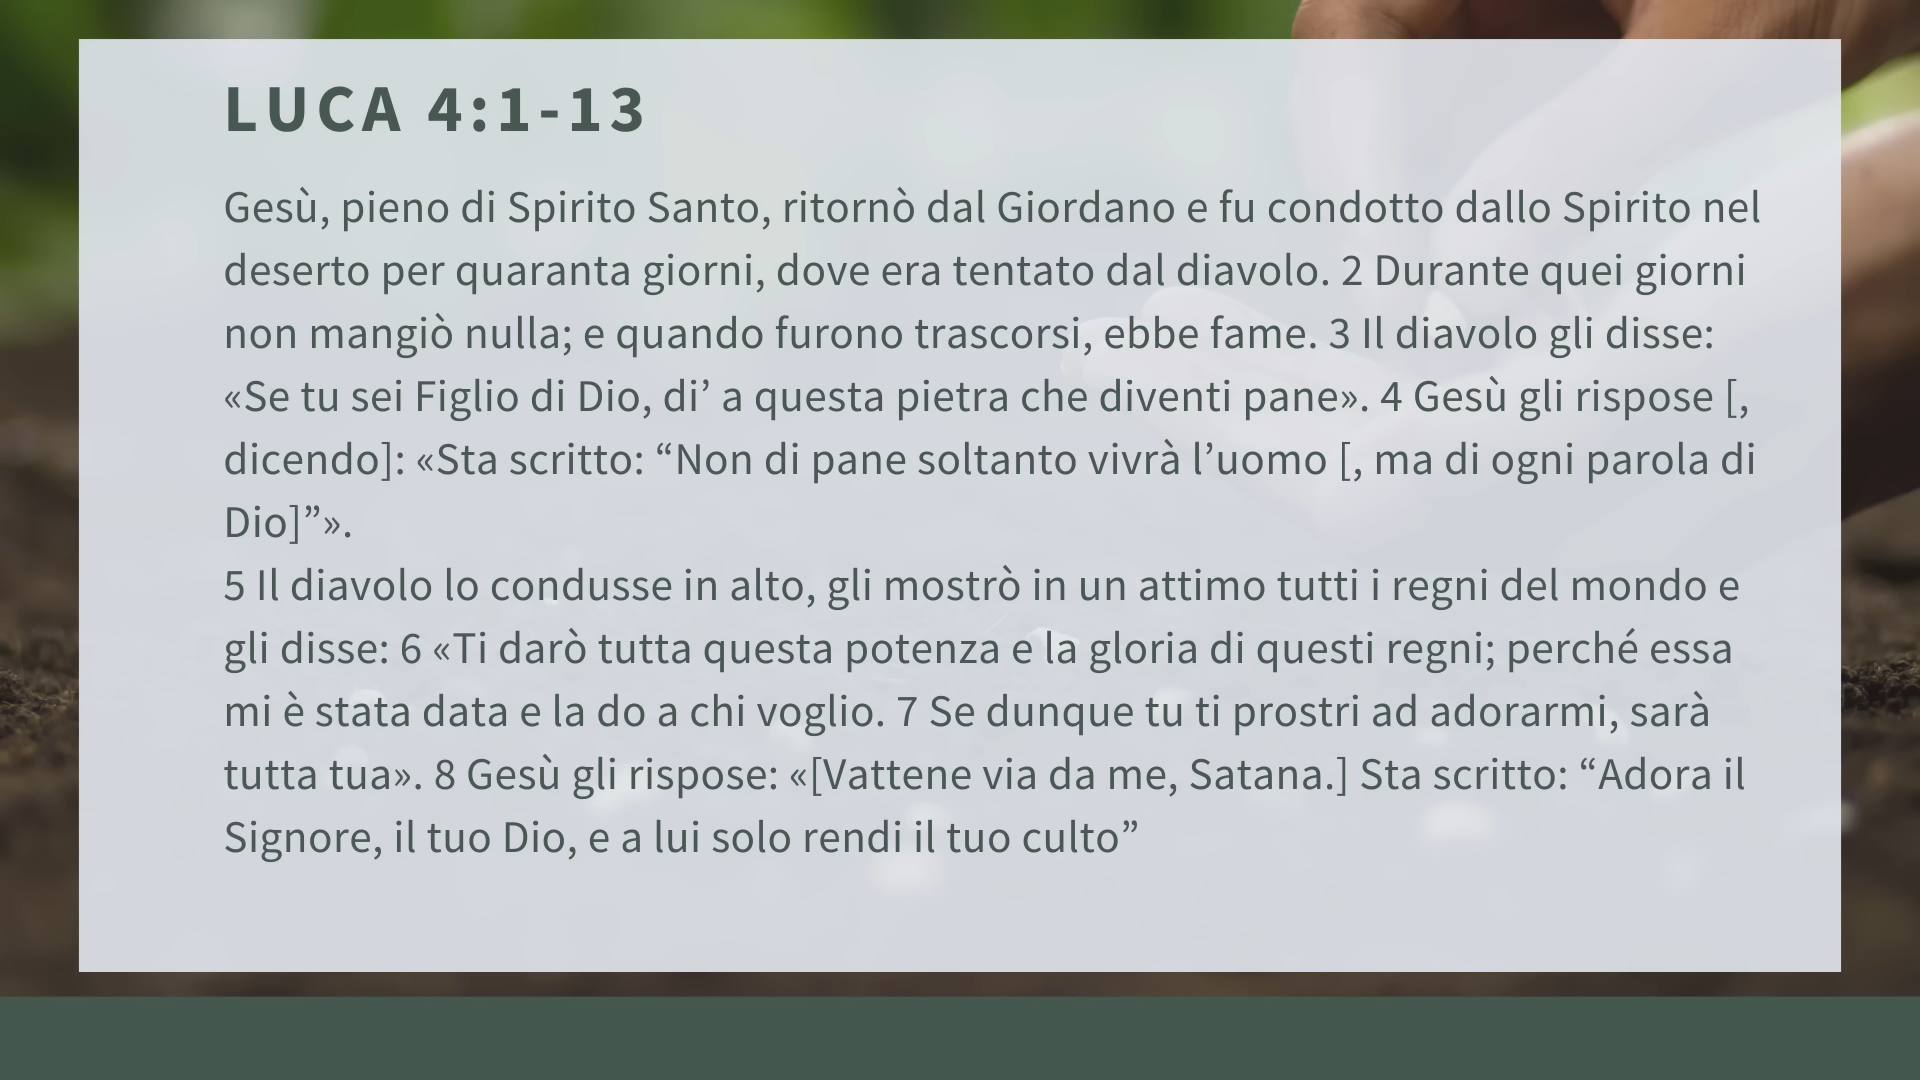 LUCA 4:1-13
Gesù, pieno di Spirito Santo, ritornò dal Giordano e fu condotto dallo Spirito nel
deserto per quaranta giorni, dove era tentato dal diavolo. 2 Durante quei giorni
non mangiò nulla; e quando furono trascorsi, ebbe fame. 3 Il diavolo gli disse:
«Se tu sei Figlio di Dio, di’ a questa pietra che diventi pane». 4 Gesù gli rispose [,
dicendo]: «Sta scritto: “Non di pane soltanto vivrà l’uomo [, ma di ogni parola di
Dio]”».
5 Il diavolo lo condusse in alto, gli mostrò in un attimo tutti i regni del mondo e
gli disse: 6 «Ti darò tutta questa potenza e la gloria di questi regni; perché essa
mi è stata data e la do a chi voglio. 7 Se dunque tu ti prostri ad adorarmi, sarà
tutta tua». 8 Gesù gli rispose: «[Vattene via da me, Satana.] Sta scritto: “Adora il
Signore, il tuo Dio, e a lui solo rendi il tuo culto”